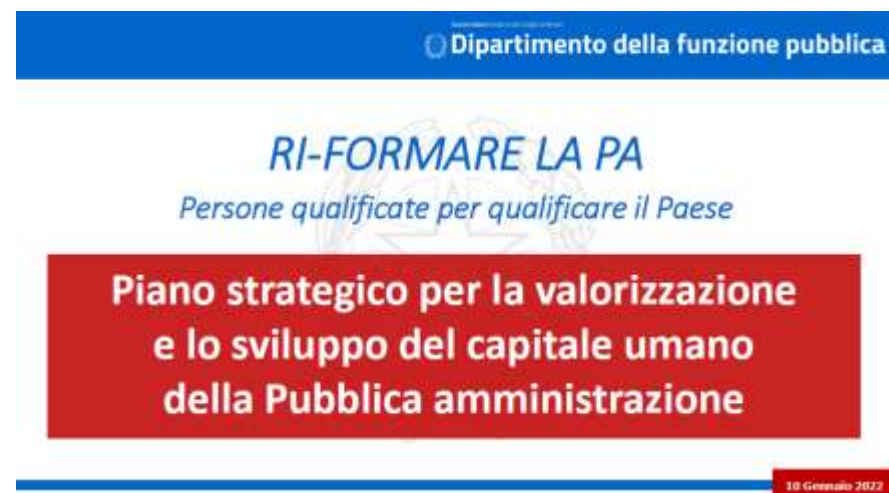 Dipartimento della funzione pubblica
RI-FORMARE LA PA
Persone qualificate per qualificare il Paese
Piano strategico per la valorizzazione
e lo sviluppo del capitale umano
della Pubblica amministrazione
10 Gennaio 2022